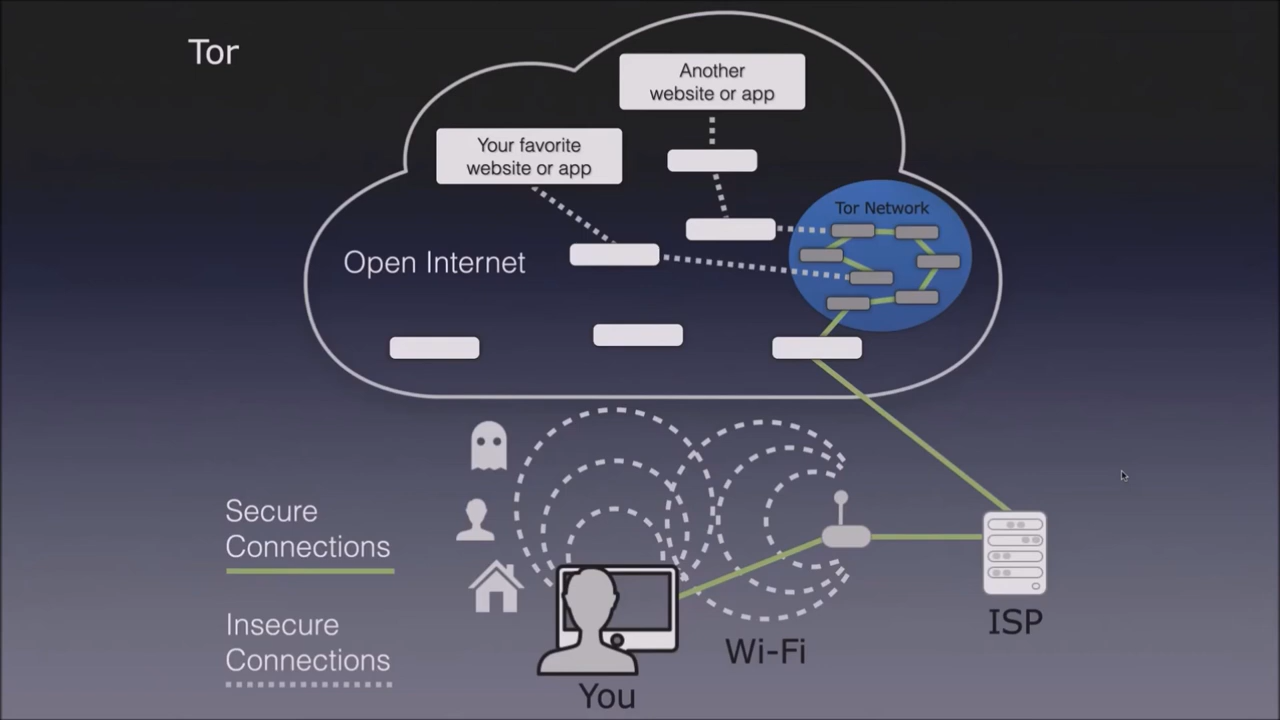 Tor
Another
website or app
Your favorite
website or app
Tor Network
Open Internet
Secure
Connections
Insecure
Connections
Wi-Fi
ISP
You